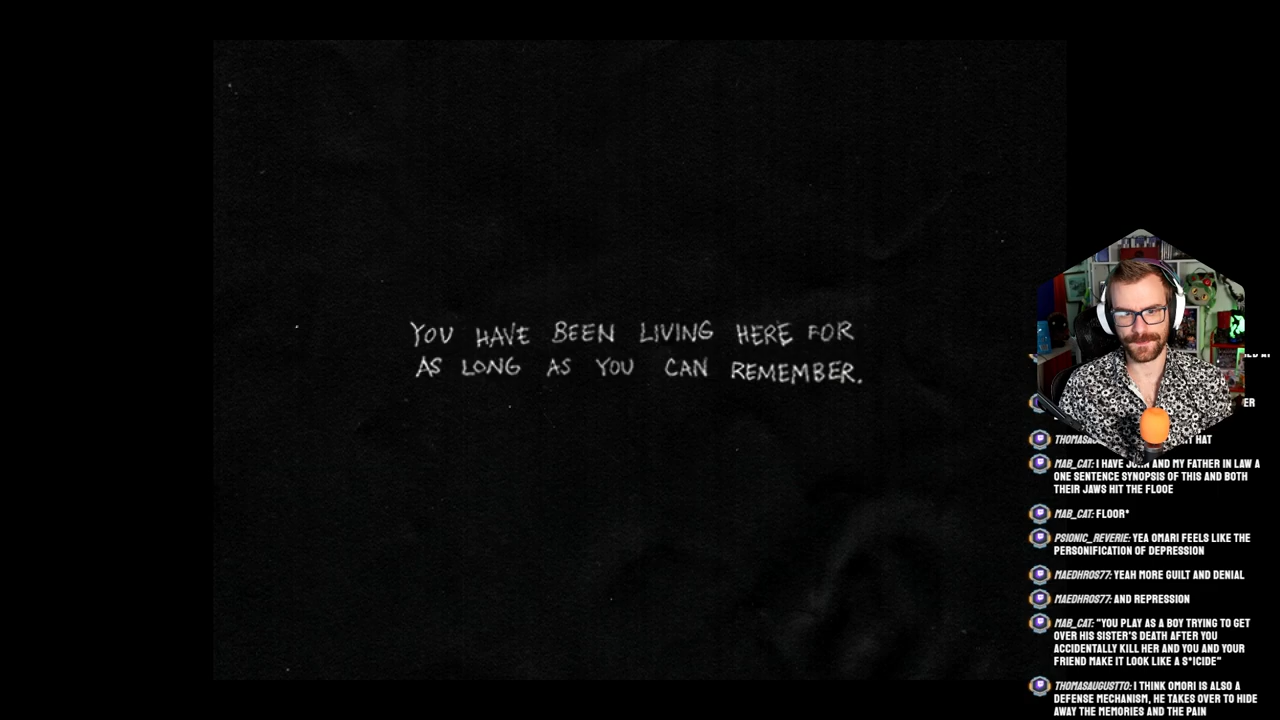 YOU HAVE BEEN LIVING HERE FOR
AS LONG AS YOU CAN REMEMBER.
HAT
MAB_CAT: I HAVE JOHN AND MY FATHER IN LAW A
ONE SENTENCE SYNOPSIS OF THIS AND BOTH
THEIR JAWS HIT THE FLOOE
MAB_CAT: FLOOR*
PSIONIC_REVERIE: YEA OMARI FEELS LIKE THE
PERSONIFICATION OF DEPRESSION
MAEDHROS77: YEAH MORE GUILT AND DENIAL
MAEDHROS77: AND REPRESSION
MAB_CAT: "YOU PLAY AS A BOY TRYING TO GET
OVER HIS SISTER'S DEATH AFTER YOU
ACCIDENTALLY KILL HER AND YOU AND YOUR
FRIEND MAKE IT LOOK LIKE A S*ICIDE"
THOMASAUGUSTTO: I THINK OMORI IS ALSO A
DEFENSE MECHANISM, HE TAKES OVER TO HIDE
AWAY THE MEMORIES AND THE PAIN